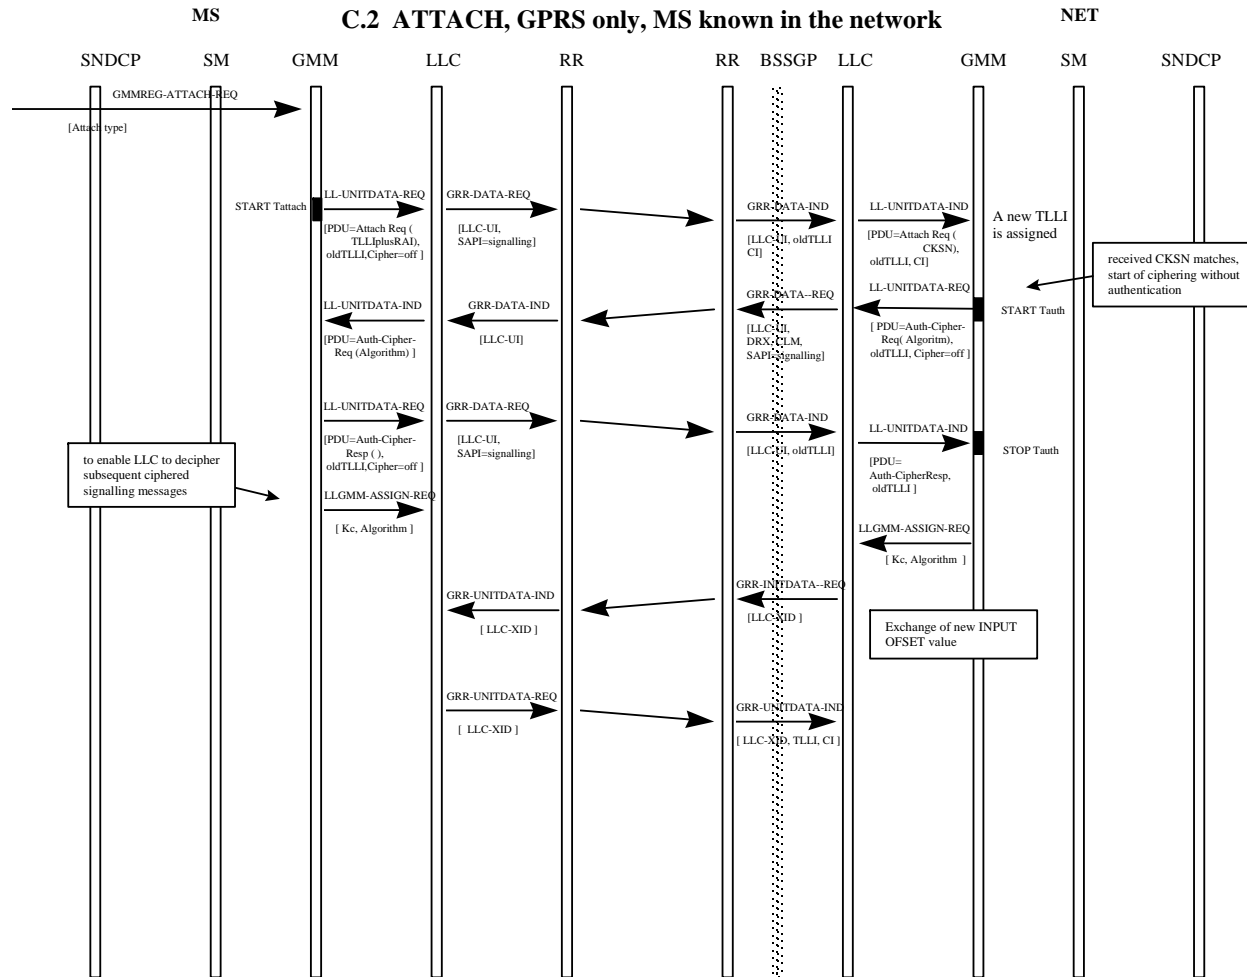 MS
C.2 ATTACH, GPRS only, MS known in the network
NET
SNDCP SM GMM LLC RR RR BSSGP LLC GMM SM SNDCP
GMMREG-ATTACH-REQ
[Attach type]
START Tattach
LL-UNITDATA-REQ
[PDU=Attach Req (
TLLIplusRAI),
oldTLLI,Cipher=off ]
GRR-DATA-REQ
[LLC-UI,
SAPI=signalling]
GRR-DATA-IND
[LLC-UI, oldTLLI
CI]
LL-UNITDATA-IND
[PDU=Attach Req (
CKSN),
oldTLLI, CI]
A new TLLI
is assigned
received CKSN matches,
start of ciphering without
authentication
LL-UNITDATA-REQ
START Tauth
[ PDU=Auth-Cipher-
Req( Algoritm),
oldTLLI, Cipher=off ]
GRR-DATA--REQ
[LLC-UI,
DRX, CLM,
SAPI=signalling]
GRR-DATA-IND
[LLC-UI]
LL-UNITDATA-IND
[PDU=Auth-Cipher-
Req (Algorithm) ]
LL-UNITDATA-REQ
[PDU=Auth-Cipher-
Resp ( ),
oldTLLI,Cipher=off ]
GRR-DATA-REQ
[LLC-UI,
SAPI=signalling]
GRR-DATA-IND
[LLC-UI, oldTLLI]
LL-UNITDATA-IND
[PDU=
Auth-CipherResp,
oldTLLI ]
STOP Tauth
to enable LLC to decipher
subsequent ciphered
signalling messages
LLGMM-ASSIGN-REQ
[ Kc, Algorithm ]
LLGMM-ASSIGN-REQ
[ Kc, Algorithm ]
GRR-INITDATA--REQ
[LLC-XID ]
GRR-UNITDATA-IND
[ LLC-XID ]
Exchange of new INPUT
OFSET value
GRR-UNITDATA-REQ
[ LLC-XID ]
GRR-UNITDATA-IND
[ LLC-XID, TLLI, CI ]